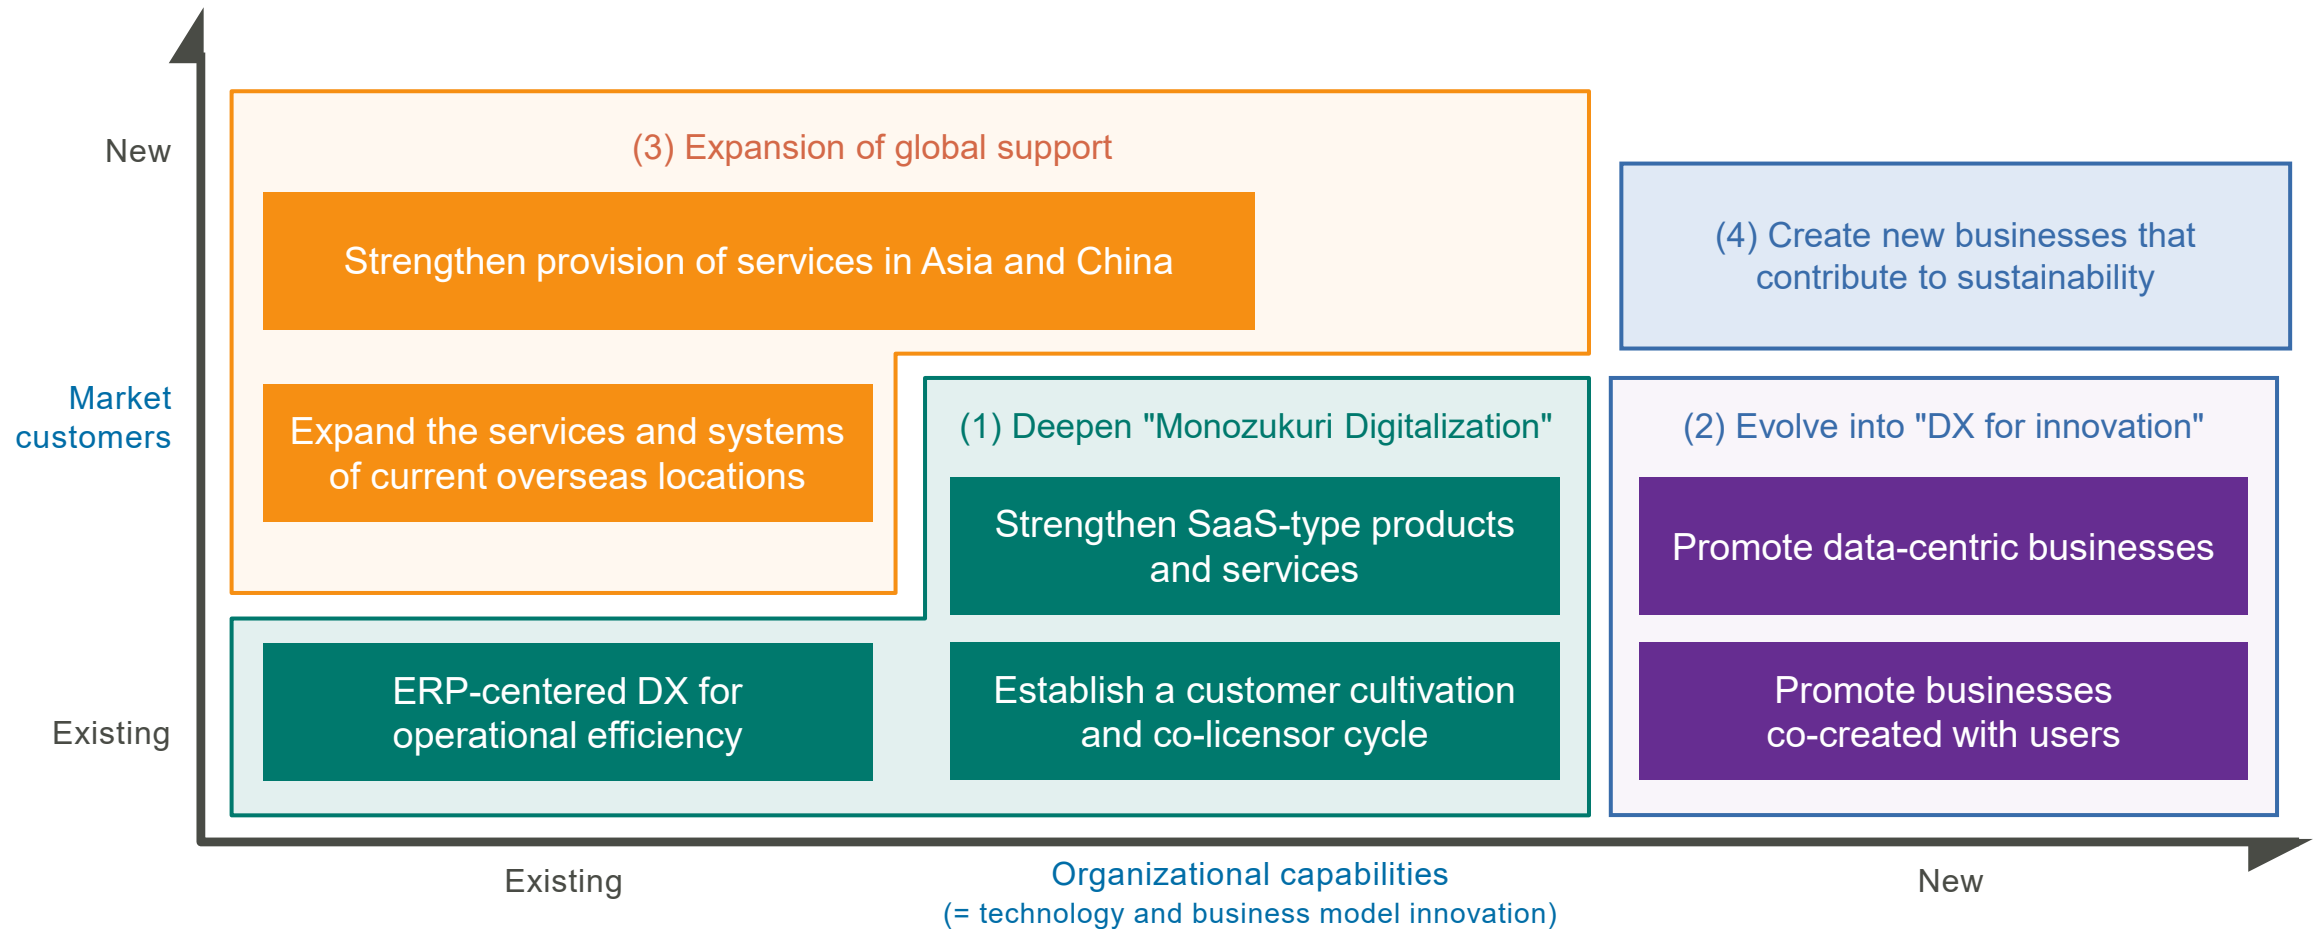 New
(3) Expansion of global support
Strengthen provision of services in Asia and China
(4) Create new businesses that
contribute to sustainability
Market
customers
Expand the services and systems
of current overseas locations
(1) Deepen "Monozukuri Digitalization"
Strengthen SaaS-type products
and services
(2) Evolve into "DX for innovation"
Promote data-centric businesses
Existing
ERP-centered DX for
operational efficiency
Establish a customer cultivation
and co-licensor cycle
Promote businesses
co-created with users
Existing
Organizational capabilities
(= technology and business model innovation)
New